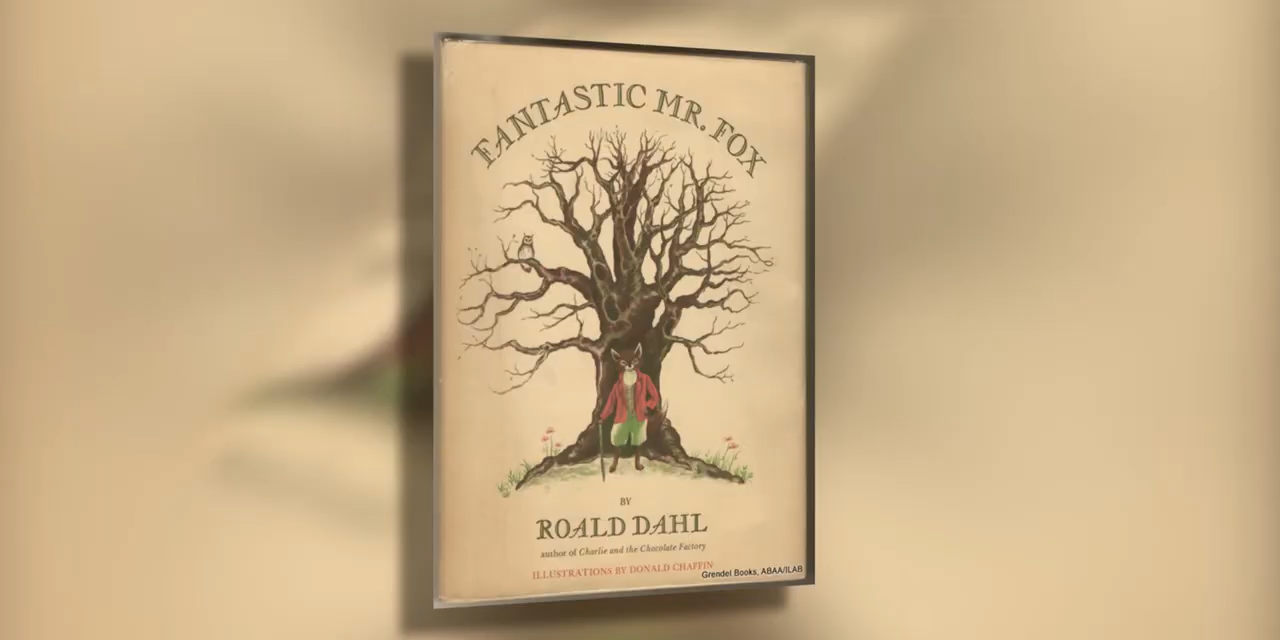 FANTASTIC MR. FOX
BY
ROALD DAHL
author of Charlie and the Chocolate Factory
ILLUSTRATIONS BY DONALD CHAFFIN
Grendel Books, ABAA/ILAB